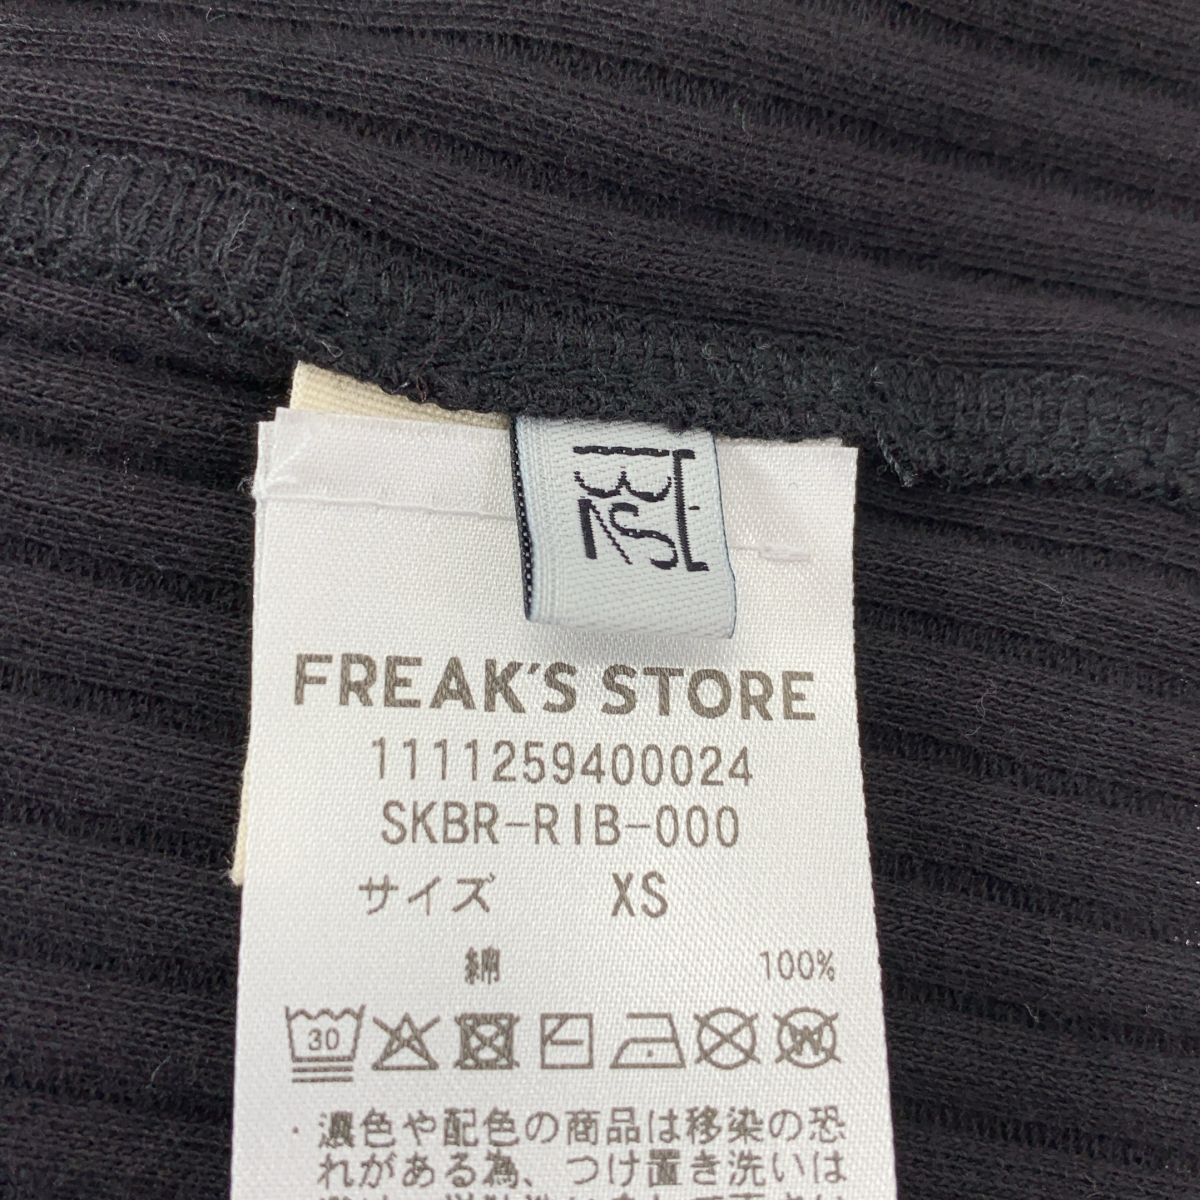 FREAK'S STORE
1111259400024
SKBR-RIB-000
サイズ XS
綿 100%
30
W
・濃色や配色の商品は移染の恐
れがある為、つけ置き洗いは